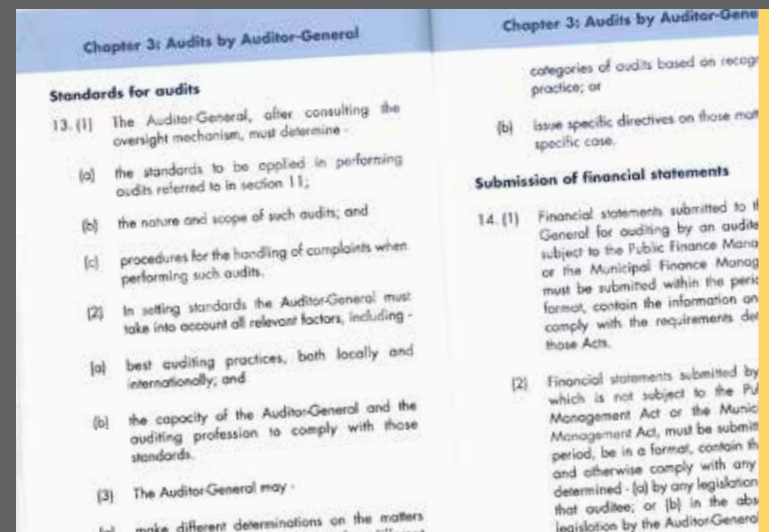 Chapter 3: Audits by Auditor-General
Standards for audits
13. (1) The Auditor-General, after consulting the
oversight mechanism, must determine -
(a) the standards to be applied in performing
audits referred to in section 11;
(b) the nature and scope of such audits; and
(c) procedures for the handling of complaints when
performing such audits.
(2) In setting standards the Auditor-General must
take into account all relevant factors, including -
(a) best auditing practices, both locally and
internationally; and
(b) the capacity of the Auditor-General and the
auditing profession to comply with those
standards.
(3) The Auditor-General may -
make different determinations on the matters
Chapter 3: Audits by Auditor-Gene
categories of audits based on recog
practice; or
(b) issue specific directives on those mat
specific case.
Submission of financial statements
14. (1) Financial statements submitted to
General for auditing by an audite
subject to the Public Finance Mana
or the Municipal Finance Manag
must be submitted within the perio
format, contain the information an
comply with the requirements de
those Acts.
(2) Financial statements submitted by
which is not subject to the Pu
Management Act or the Munic
Management Act, must be submit
period, be in a format, contain th
and otherwise comply with any
determined - (a) by any legislation
that auditee; or (b) in the abs
legislation by the Auditor-General